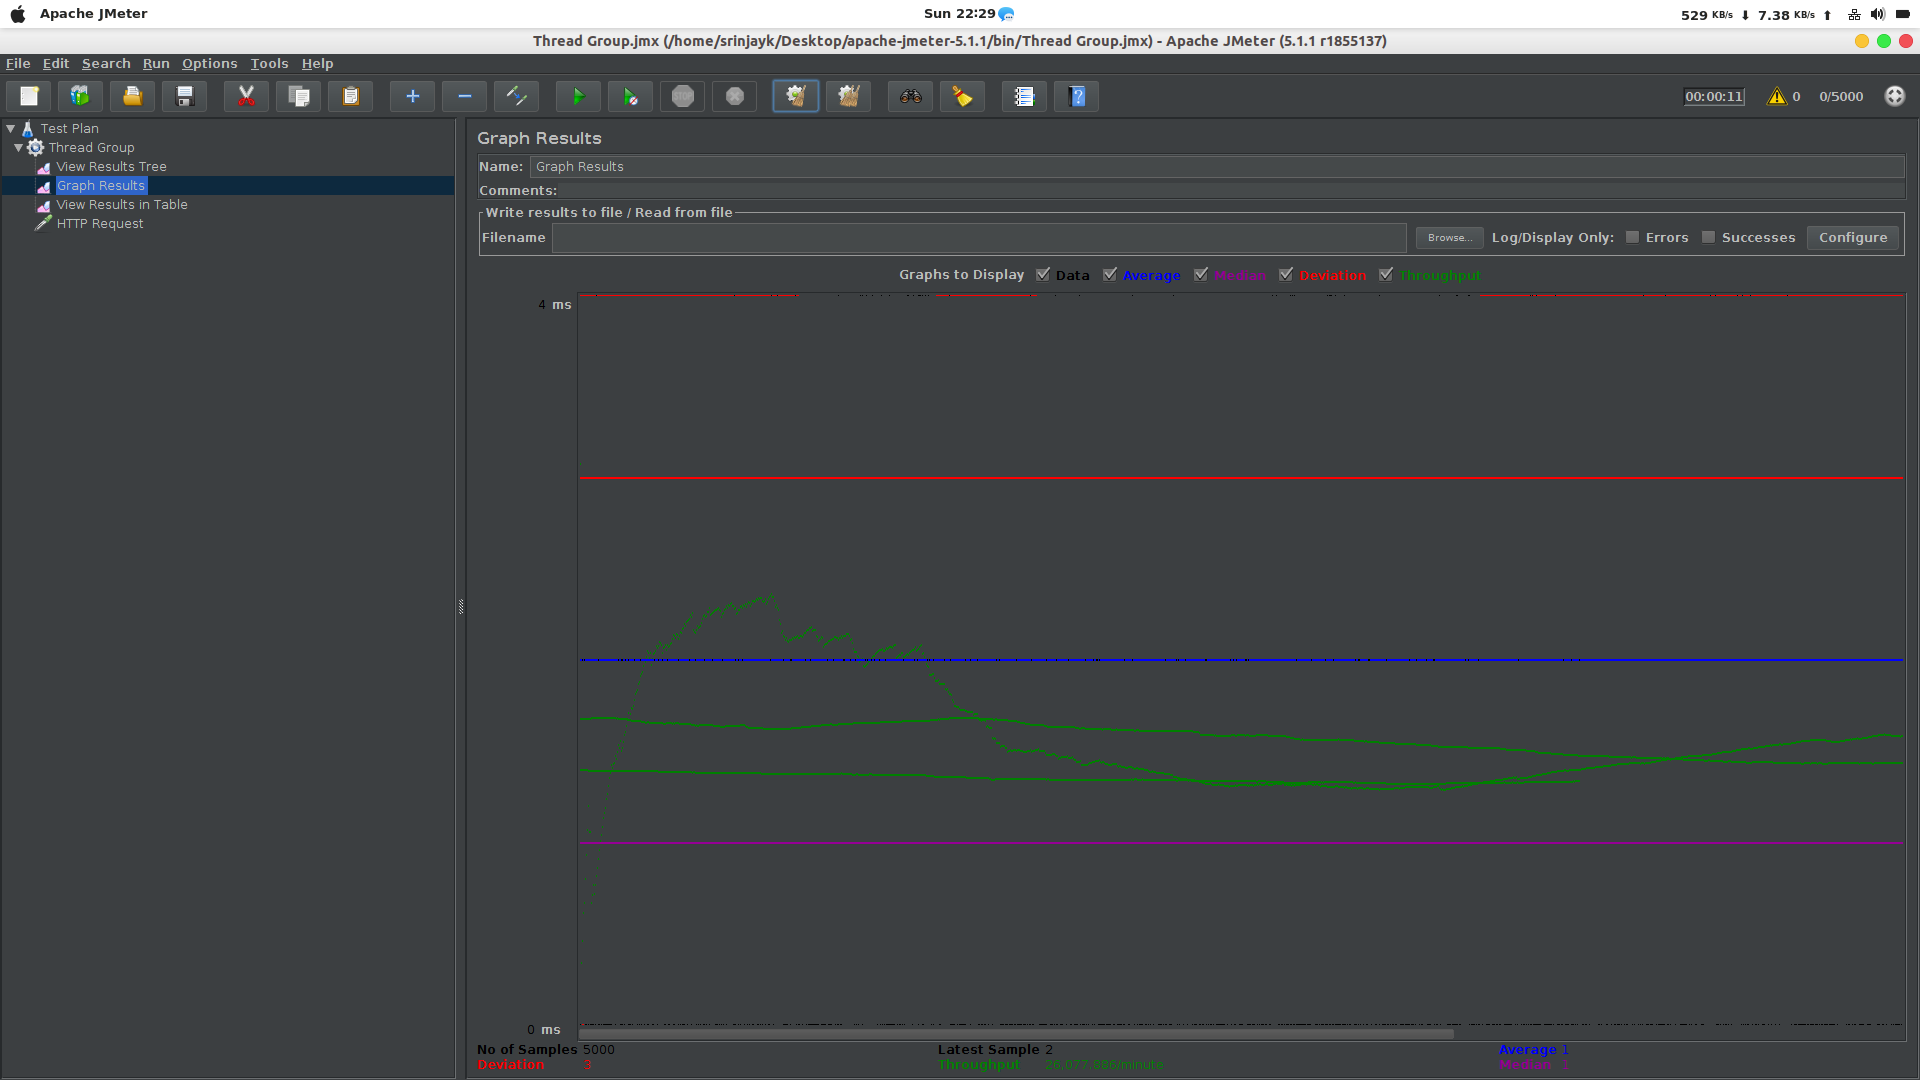 Apache JMeter
Sun 22:29
529 KB/s ⬇ 7.38 KB/s ⬆
Thread Group.jmx (/home/srinjayk/Desktop/apache-jmeter-5.1.1/bin/Thread Group.jmx) - Apache JMeter (5.1.1 r1855137)
File Edit Search Run Options Tools Help
STOP
00:00:11 0 0/5000
Test Plan
Thread Group
View Results Tree
Graph Results
View Results in Table
HTTP Request
Graph Results
Name: Graph Results
Comments:
Write results to file / Read from file
Filename Browse... Log/Display Only: Errors Successes Configure
Graphs to Display Data Average Median Deviation Throughput
4 ms
0 ms
No of Samples 5000 Latest Sample 2 Average 1
Deviation 3 Throughput Median 1